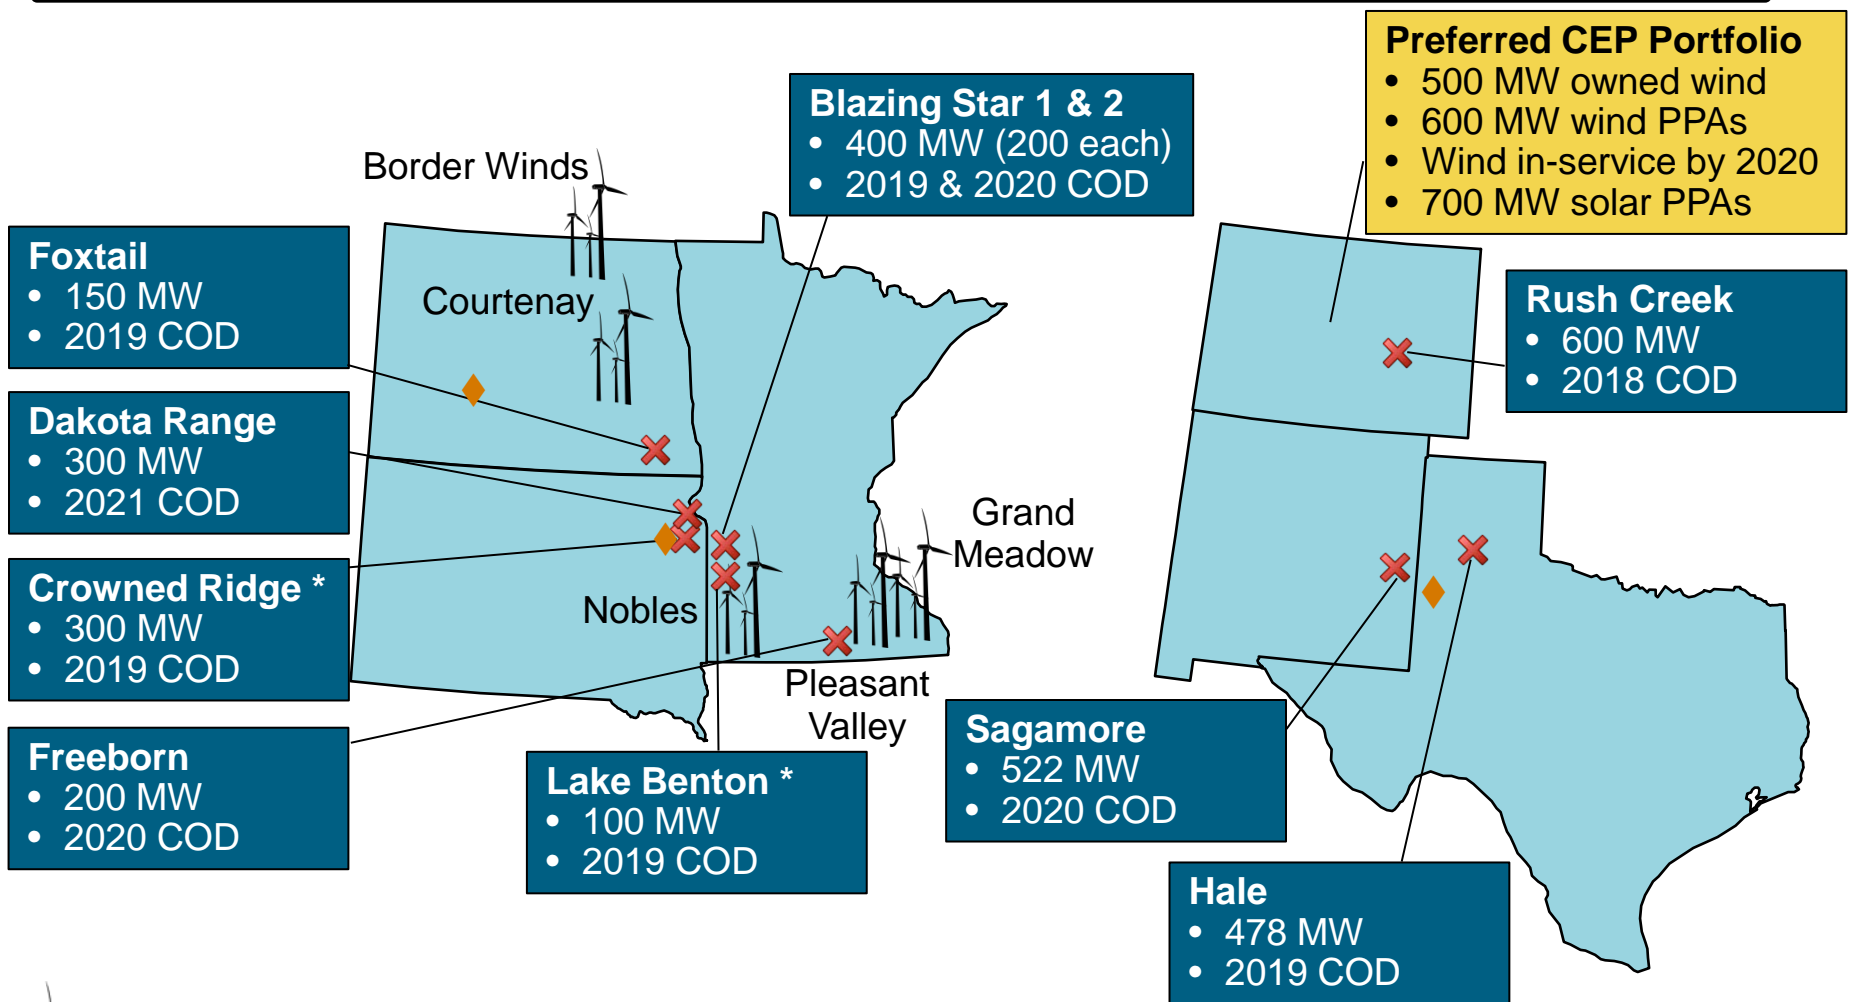 Preferred CEP Portfolio
• 500 MW owned wind
• 600 MW wind PPAs
• Wind in-service by 2020
• 700 MW solar PPAs
Blazing Star 1 & 2
• 400 MW (200 each)
• 2019 & 2020 COD
Border Winds
Foxtail
• 150 MW
• 2019 COD
Courtenay
Rush Creek
• 600 MW
• 2018 COD
Dakota Range
• 300 MW
• 2021 COD
Grand
Meadow
Crowned Ridge *
• 300 MW
• 2019 COD
Nobles
Pleasant
Valley
Freeborn
• 200 MW
• 2020 COD
Lake Benton *
• 100 MW
• 2019 COD
Sagamore
• 522 MW
• 2020 COD
Hale
• 478 MW
• 2019 COD